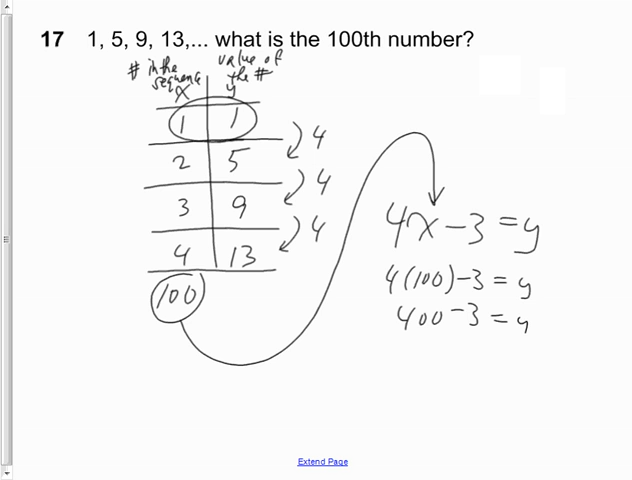 17 1, 5, 9, 13,... what is the 100th number?
# in the sequence value of the #
x y
1 1
4
2 5
4
3 9
4
4 13
100
4x - 3 = y
4(100) - 3 = y
400 - 3 = y
Extend Page